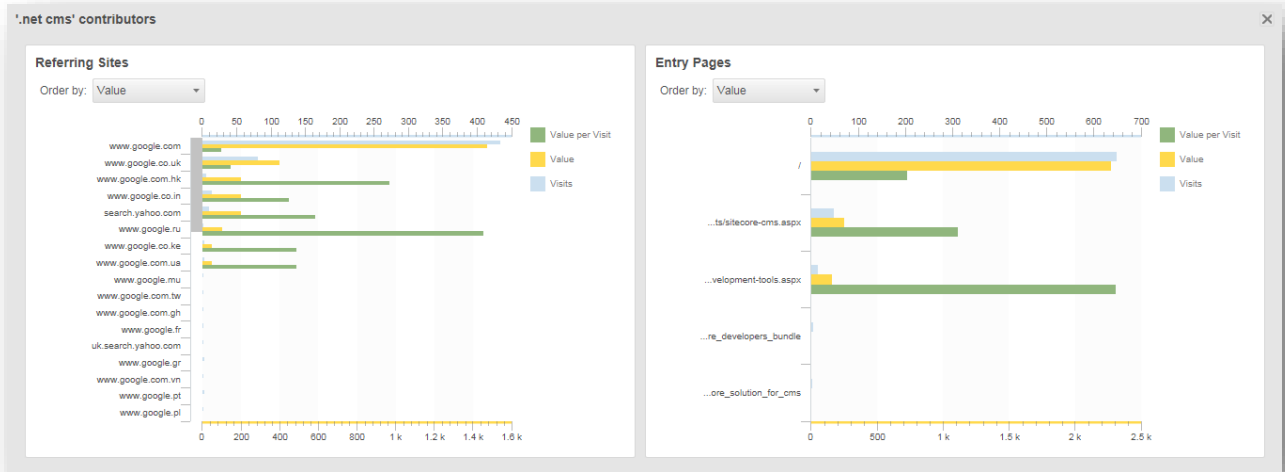 '.net cms' contributors
Referring Sites
Order by: Value
0 50 100 150 200 250 300 350 400 450
www.google.com
www.google.co.uk
www.google.com.hk
www.google.co.in
search.yahoo.com
www.google.ru
www.google.co.ke
www.google.com.ua
www.google.mu
www.google.com.tw
www.google.com.gh
www.google.fr
uk.search.yahoo.com
www.google.gr
www.google.com.vn
www.google.pt
www.google.pl
0 200 400 600 800 1 k 1.2 k 1.4 k 1.6 k
Value per Visit
Value
Visits
Entry Pages
Order by: Value
0 100 200 300 400 500 600 700
/
...ts/sitecore-cms.aspx
...velopment-tools.aspx
...re_developers_bundle
...ore_solution_for_cms
0 500 1 k 1.5 k 2 k 2.5 k
Value per Visit
Value
Visits